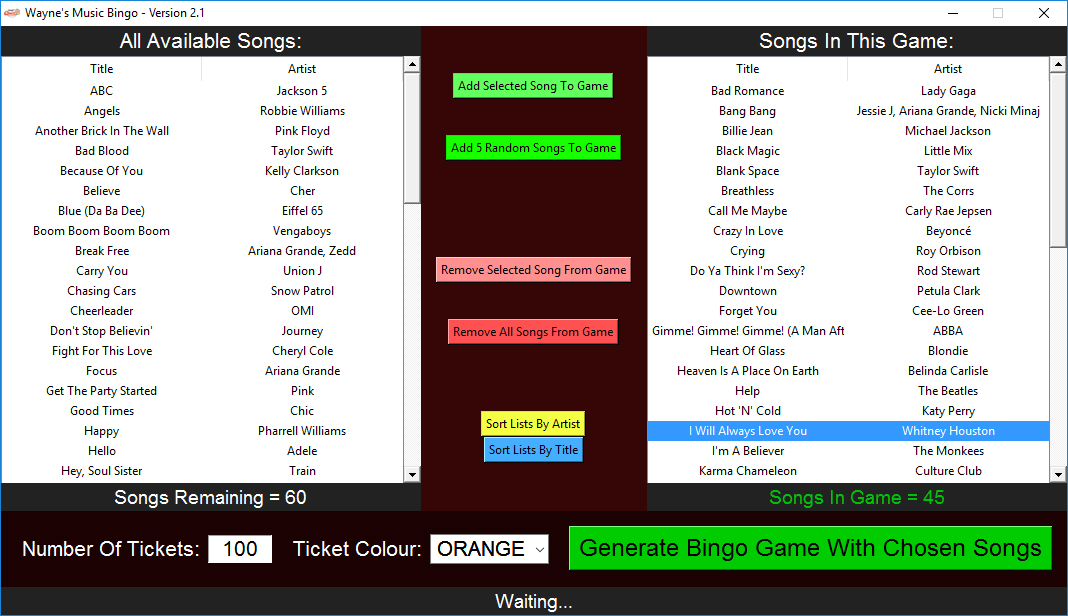 Wayne's Music Bingo - Version 2.1
All Available Songs:
Title Artist
ABC Jackson 5
Angels Robbie Williams
Another Brick In The Wall Pink Floyd
Bad Blood Taylor Swift
Because Of You Kelly Clarkson
Believe Cher
Blue (Da Ba Dee) Eiffel 65
Boom Boom Boom Boom Vengaboys
Break Free Ariana Grande, Zedd
Carry You Union J
Chasing Cars Snow Patrol
Cheerleader OMI
Don't Stop Believin' Journey
Fight For This Love Cheryl Cole
Focus Ariana Grande
Get The Party Started Pink
Good Times Chic
Happy Pharrell Williams
Hello Adele
Hey, Soul Sister Train
Songs Remaining = 60
Add Selected Song To Game
Add 5 Random Songs To Game
Remove Selected Song From Game
Remove All Songs From Game
Sort Lists By Artist
Sort Lists By Title
Songs In This Game:
Title Artist
Bad Romance Lady Gaga
Bang Bang Jessie J, Ariana Grande, Nicki Minaj
Billie Jean Michael Jackson
Black Magic Little Mix
Blank Space Taylor Swift
Breathless The Corrs
Call Me Maybe Carly Rae Jepsen
Crazy In Love Beyoncé
Crying Roy Orbison
Do Ya Think I'm Sexy? Rod Stewart
Downtown Petula Clark
Forget You Cee-Lo Green
Gimme! Gimme! Gimme! (A Man Aft ABBA
Heart Of Glass Blondie
Heaven Is A Place On Earth Belinda Carlisle
Help The Beatles
Hot 'N' Cold Katy Perry
I Will Always Love You Whitney Houston
I'm A Believer The Monkees
Karma Chameleon Culture Club
Songs In Game = 45
Number Of Tickets: 100 Ticket Colour: ORANGE Generate Bingo Game With Chosen Songs
Waiting...